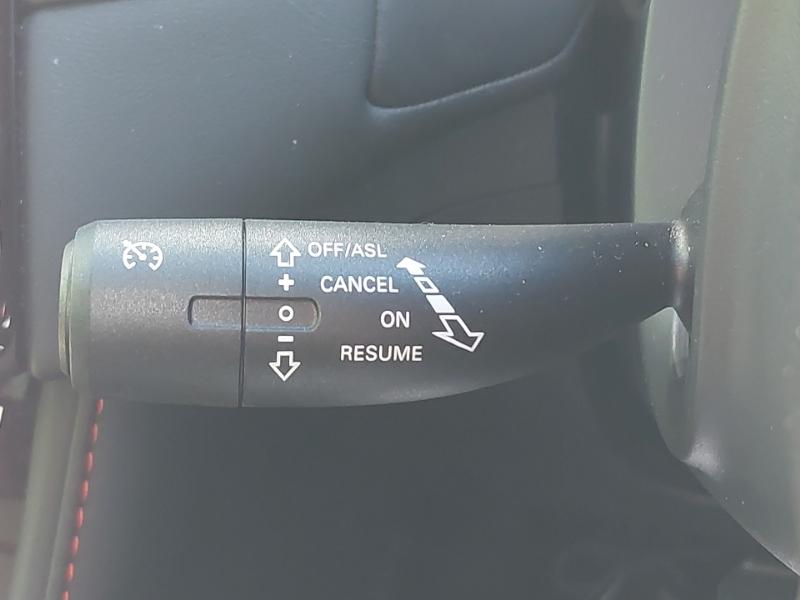 OFF/ASL
+ CANCEL
ON
- RESUME